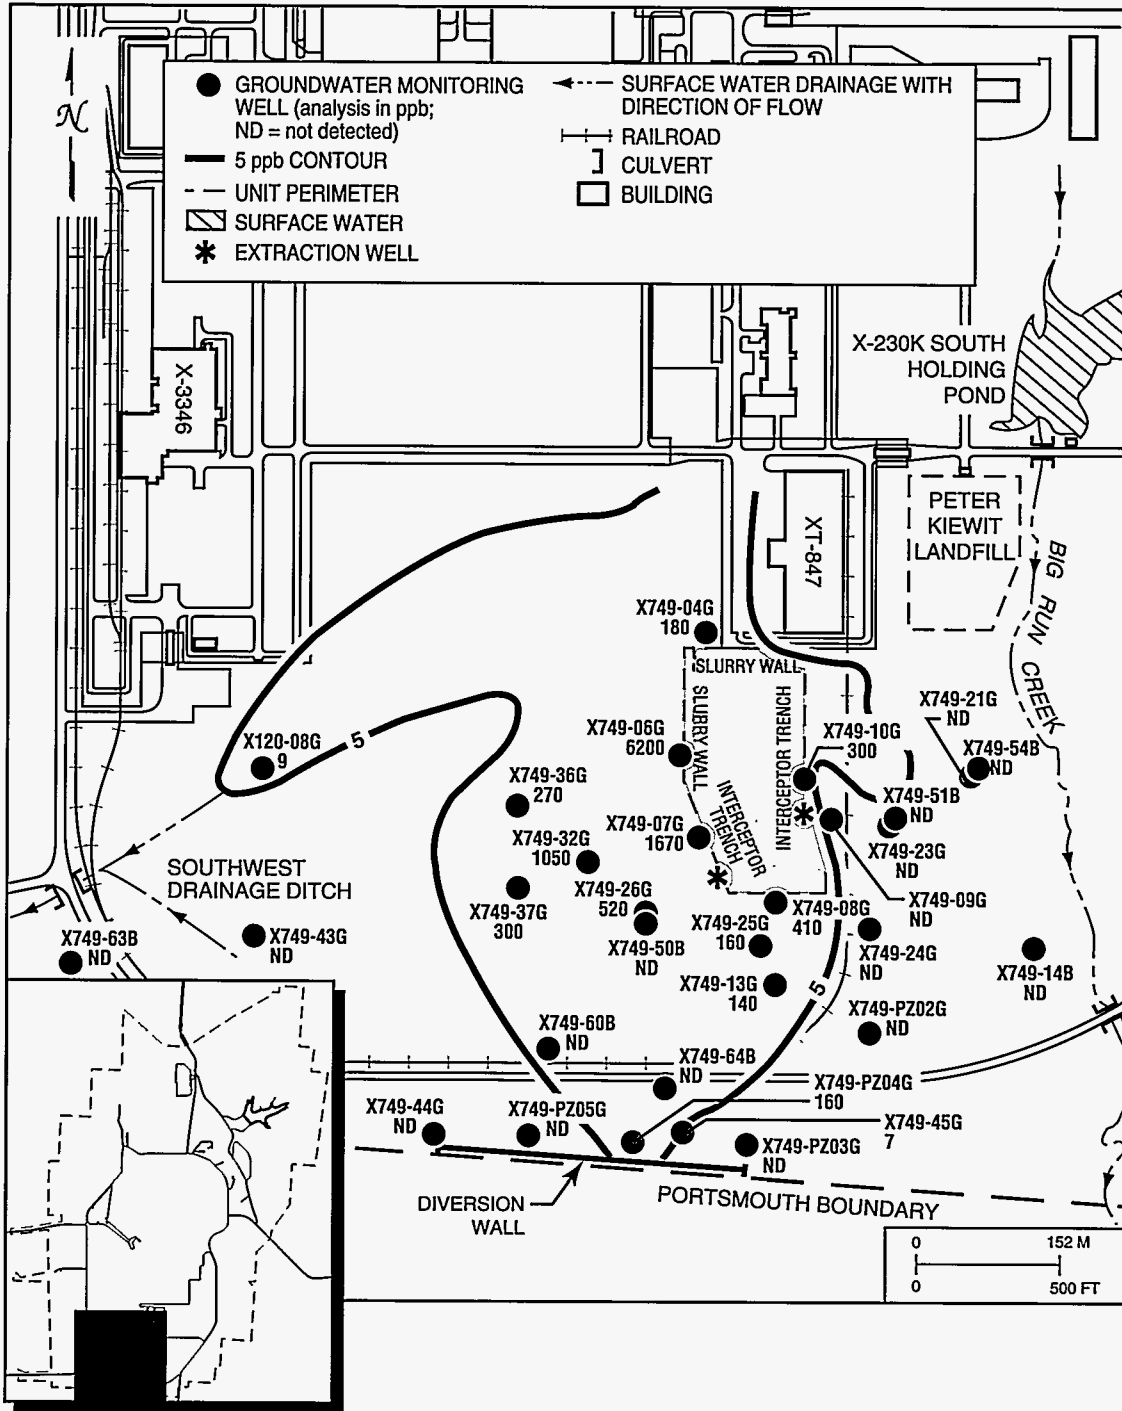 N
GROUNDWATER MONITORING
WELL (analysis in ppb;
ND = not detected)
5 ppb CONTOUR
UNIT PERIMETER
SURFACE WATER
EXTRACTION WELL
SURFACE WATER DRAINAGE WITH
DIRECTION OF FLOW
RAILROAD
CULVERT
BUILDING
X-3346
X-230K SOUTH
HOLDING
POND
XT-847
PETER
KIEWIT
LANDFILL
BIG RUN CREEK
X749-04G
180
SLURRY WALL
SLURRY WALL
INTERCEPTOR TRENCH
INTERCEPTOR
TRENCH
X749-06G
6200
X749-10G
300
X749-21G
ND
X749-54B
ND
X120-08G
9
5
X749-36G
270
X749-07G
1670
X749-51B
ND
X749-23G
ND
X749-32G
1050
X749-26G
520
X749-37G
300
X749-50B
ND
X749-25G
160
X749-08G
410
X749-09G
ND
X749-24G
ND
X749-14B
ND
SOUTHWEST
DRAINAGE DITCH
X749-63B
ND
X749-43G
ND
X749-13G
140
5
X749-PZ02G
ND
X749-60B
ND
X749-64B
ND
X749-PZ04G
160
X749-44G
ND
X749-PZ05G
ND
X749-45G
7
X749-PZ03G
ND
DIVERSION
WALL
PORTSMOUTH BOUNDARY
0 152 M
0 500 FT